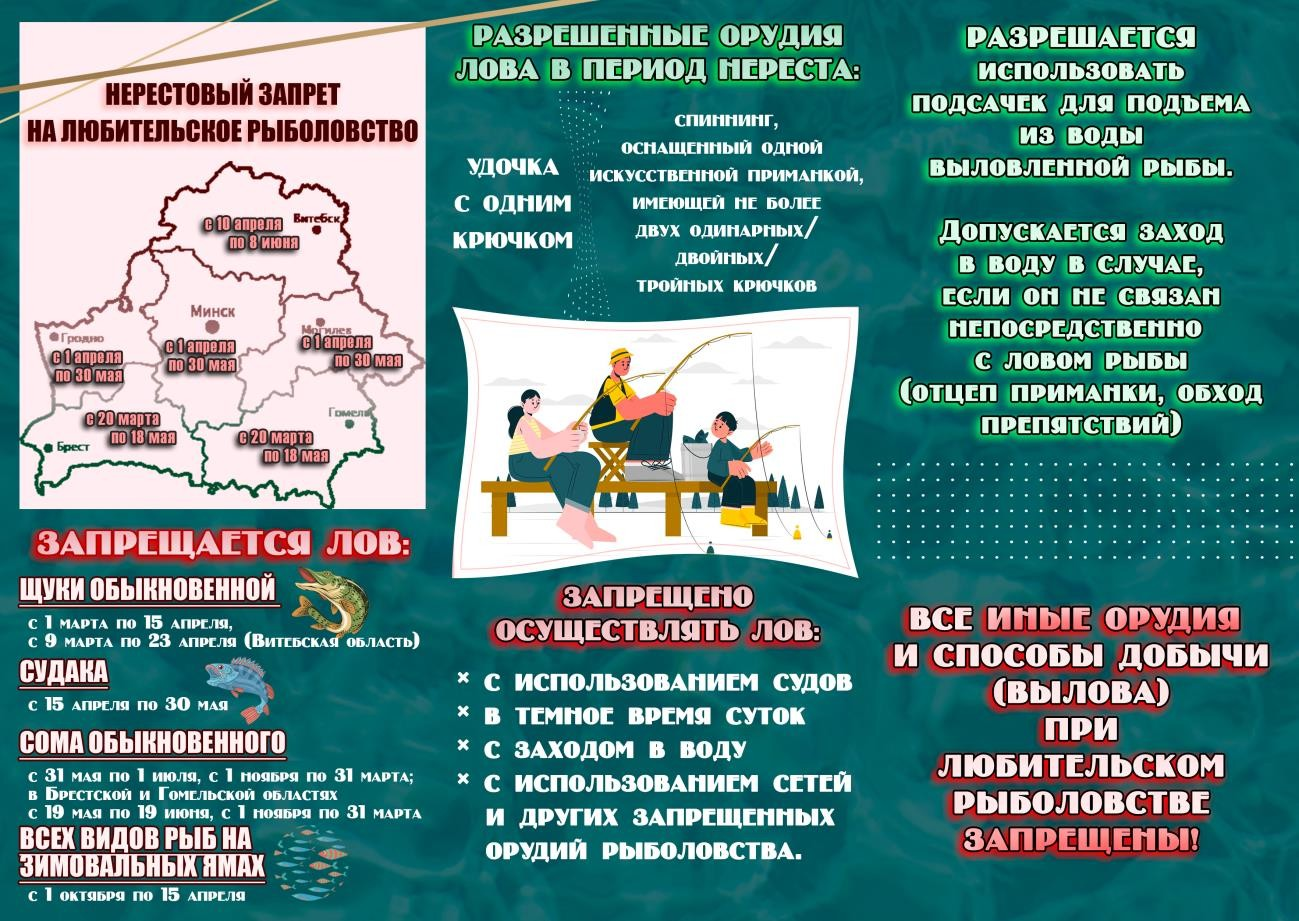 НЕРЕСТОВЫЙ ЗАПРЕТ
НА ЛЮБИТЕЛЬСКОЕ РЫБОЛОВСТВО
с 10 апреля
по 8 июня
Витебск
Минск
с 1 апреля
по 30 мая
Гродно
с 1 апреля
по 30 мая
Могилев
с 1 апреля
по 30 мая
с 20 марта
по 18 мая
Брест
Гомель
с 20 марта
по 18 мая
ЗАПРЕЩАЕТСЯ ЛОВ:
ЩУКИ ОБЫКНОВЕННОЙ
с 1 марта по 15 апреля,
с 9 марта по 23 апреля (Витебская область)
СУДАКА
с 15 апреля по 30 мая
СОМА ОБЫКНОВЕННОГО
с 31 мая по 1 июля, с 1 ноября по 31 марта;
в Брестской и Гомельской областях
с 19 мая по 19 июня, с 1 ноября по 31 марта
ВСЕХ ВИДОВ РЫБ НА
ЗИМОВАЛЬНЫХ ЯМАХ
с 1 октября по 15 апреля
РАЗРЕШЕННЫЕ ОРУДИЯ
ЛОВА В ПЕРИОД НЕРЕСТА:
УДОЧКА
С ОДНИМ
КРЮЧКОМ
СПИННИНГ,
ОСНАЩЕННЫЙ ОДНОЙ
ИСКУССТВЕННОЙ ПРИМАНКОЙ,
ИМЕЮЩЕЙ НЕ БОЛЕЕ
ДВУХ ОДИНАРНЫХ/
ДВОЙНЫХ/
ТРОЙНЫХ КРЮЧКОВ
ЗАПРЕЩЕНО
ОСУЩЕСТВЛЯТЬ ЛОВ:
× С ИСПОЛЬЗОВАНИЕМ СУДОВ
× В ТЕМНОЕ ВРЕМЯ СУТОК
× С ЗАХОДОМ В ВОДУ
× С ИСПОЛЬЗОВАНИЕМ СЕТЕЙ
И ДРУГИХ ЗАПРЕЩЕННЫХ
ОРУДИЙ РЫБОЛОВСТВА.
РАЗРЕШАЕТСЯ
ИСПОЛЬЗОВАТЬ
ПОДСАЧЕК ДЛЯ ПОДЪЕМА
ИЗ ВОДЫ
ВЫЛОВЛЕННОЙ РЫБЫ.
ДОПУСКАЕТСЯ ЗАХОД
В ВОДУ В СЛУЧАЕ,
ЕСЛИ ОН НЕ СВЯЗАН
НЕПОСРЕДСТВЕННО
С ЛОВОМ РЫБЫ
(ОТЦЕП ПРИМАНКИ, ОБХОД
ПРЕПЯТСТВИЙ)
ВСЕ ИНЫЕ ОРУДИЯ
И СПОСОБЫ ДОБЫЧИ
(ВЫЛОВА)
ПРИ
ЛЮБИТЕЛЬСКОМ
РЫБОЛОВСТВЕ
ЗАПРЕЩЕНЫ!